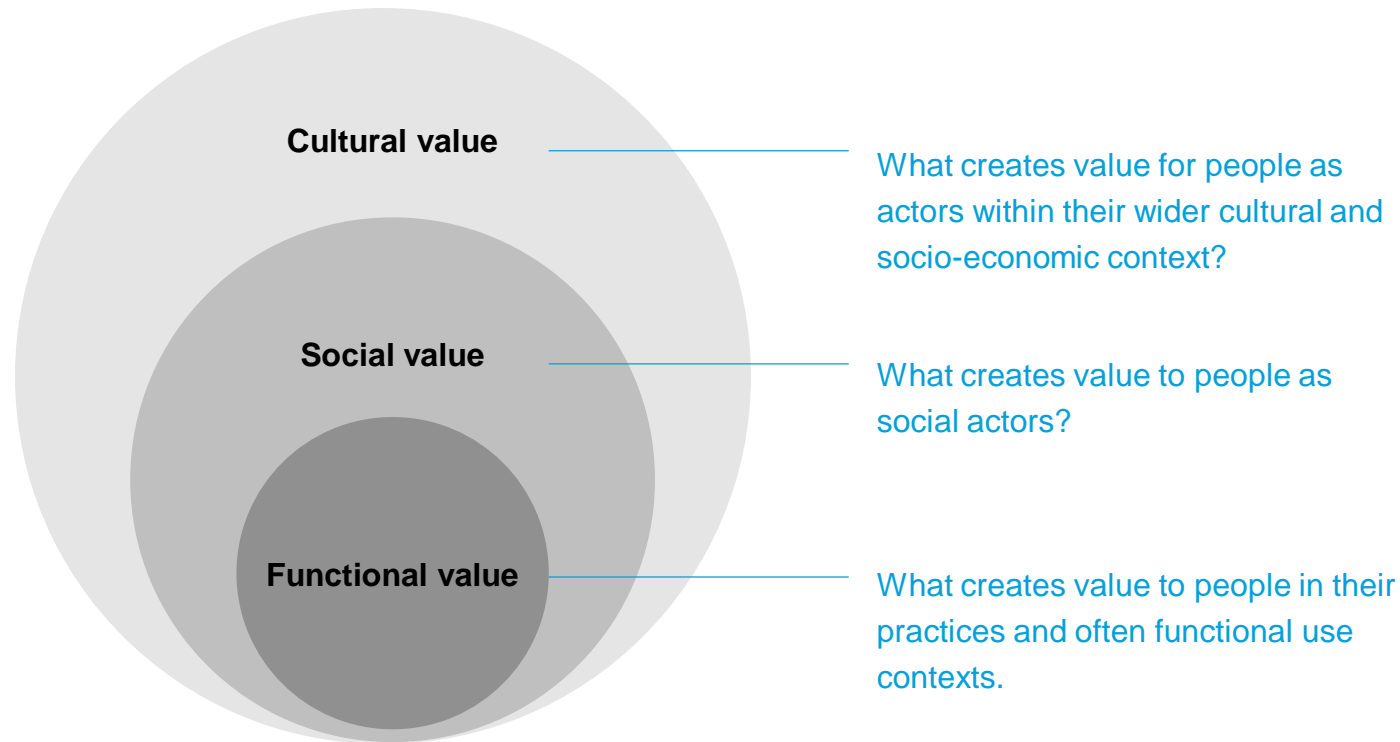 Cultural value
What creates value for people as
actors within their wider cultural and
socio-economic context?
Social value
What creates value to people as
social actors?
Functional value
What creates value to people in their
practices and often functional use
contexts.